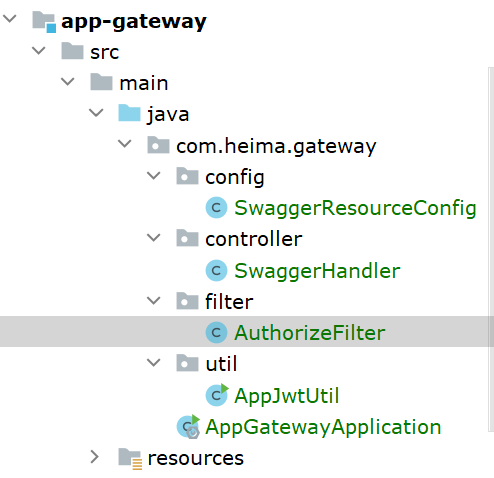 app-gateway
src
main
java
com.heima.gateway
config
SwaggerResourceConfig
controller
SwaggerHandler
filter
AuthorizeFilter
util
AppJwtUtil
AppGatewayApplication
resources